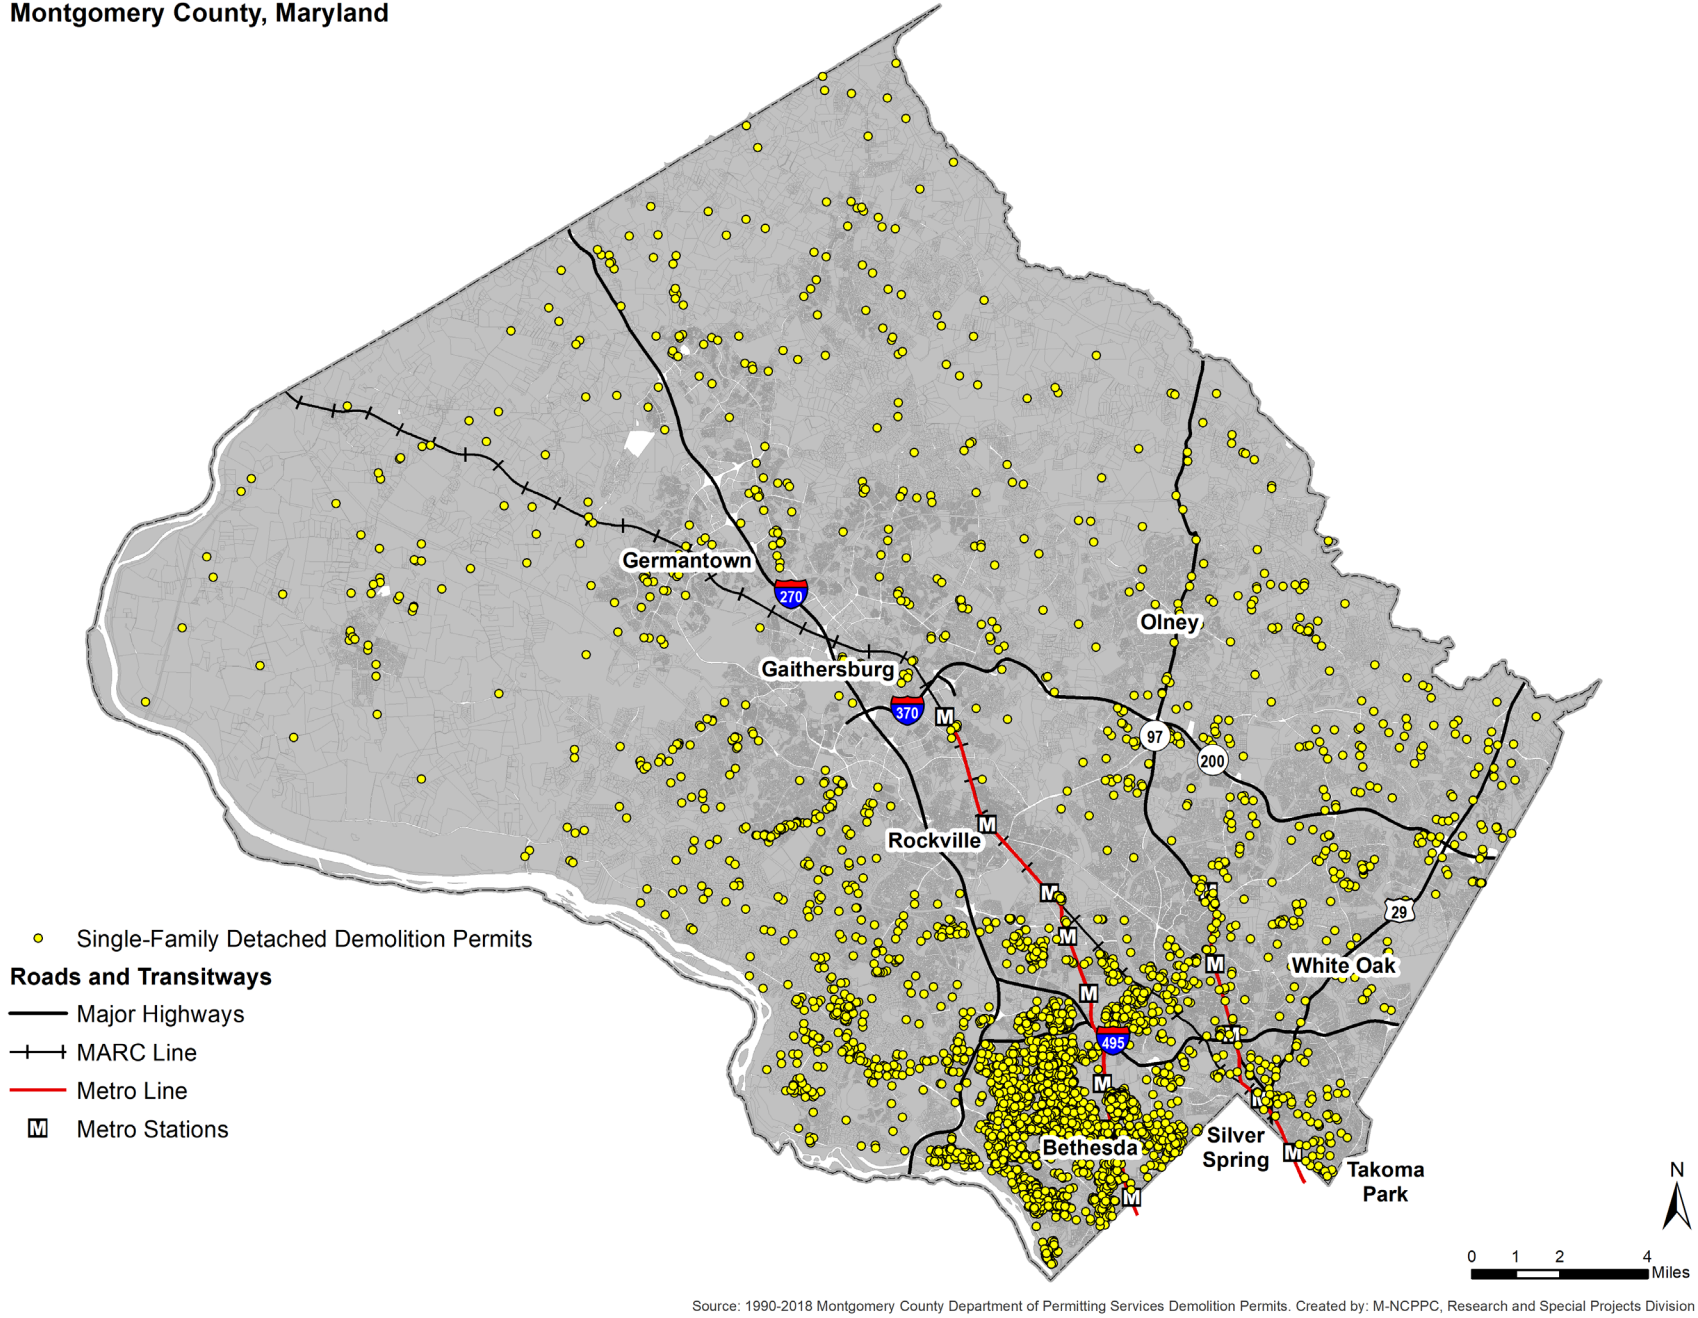 Montgomery County, Maryland
Germantown
270
Olney
Gaithersburg
370
M
97
200
M
Rockville
M
M
29
Single-Family Detached Demolition Permits
M
White Oak
M
Roads and Transitways
M
Major Highways
M
495
MARC Line
M
Metro Line
M
Metro Stations
M
Bethesda
Silver
Spring
M
Takoma
Park
M
N
0 1 2 4
Miles
Source: 1990-2018 Montgomery County Department of Permitting Services Demolition Permits. Created by: M-NCPPC, Research and Special Projects Division